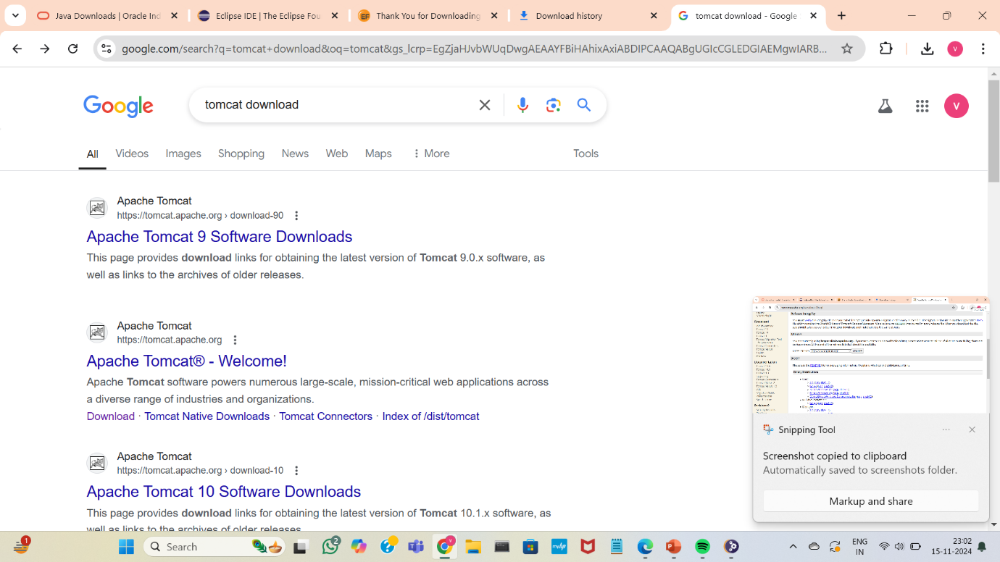 Java Downloads | Oracle Ind
Eclipse IDE | The Eclipse Fou
Thank You for Downloading
Download history
tomcat download - Google
google.com/search?q=tomcat+download&oq=tomcat&gs_lcrp=EgZjaHJvbWUqDwgAEAAYFBiHAhixAxiABDIPCAAQABgUGIcCGLEDGIAEMgwIARB...
V
Google
tomcat download
V
All Videos Images Shopping News Web Maps More Tools
Apache Tomcat
https://tomcat.apache.org › download-90
Apache Tomcat 9 Software Downloads
This page provides download links for obtaining the latest version of Tomcat 9.0.x software, as
well as links to the archives of older releases.
Apache Tomcat
https://tomcat.apache.org
Apache Tomcat® - Welcome!
Apache Tomcat software powers numerous large-scale, mission-critical web applications across
a diverse range of industries and organizations.
Download · Tomcat Native Downloads · Tomcat Connectors · Index of /dist/tomcat
Apache Tomcat
https://tomcat.apache.org › download-10
Apache Tomcat 10 Software Downloads
This page provides download links for obtaining the latest version of Tomcat 10.1.x software, as
well as links to the archives of older releases.
Snipping Tool
Screenshot copied to clipboard
Automatically saved to screenshots folder.
Markup and share
1
Search
2
V
ENG
IN
23:02
15-11-2024